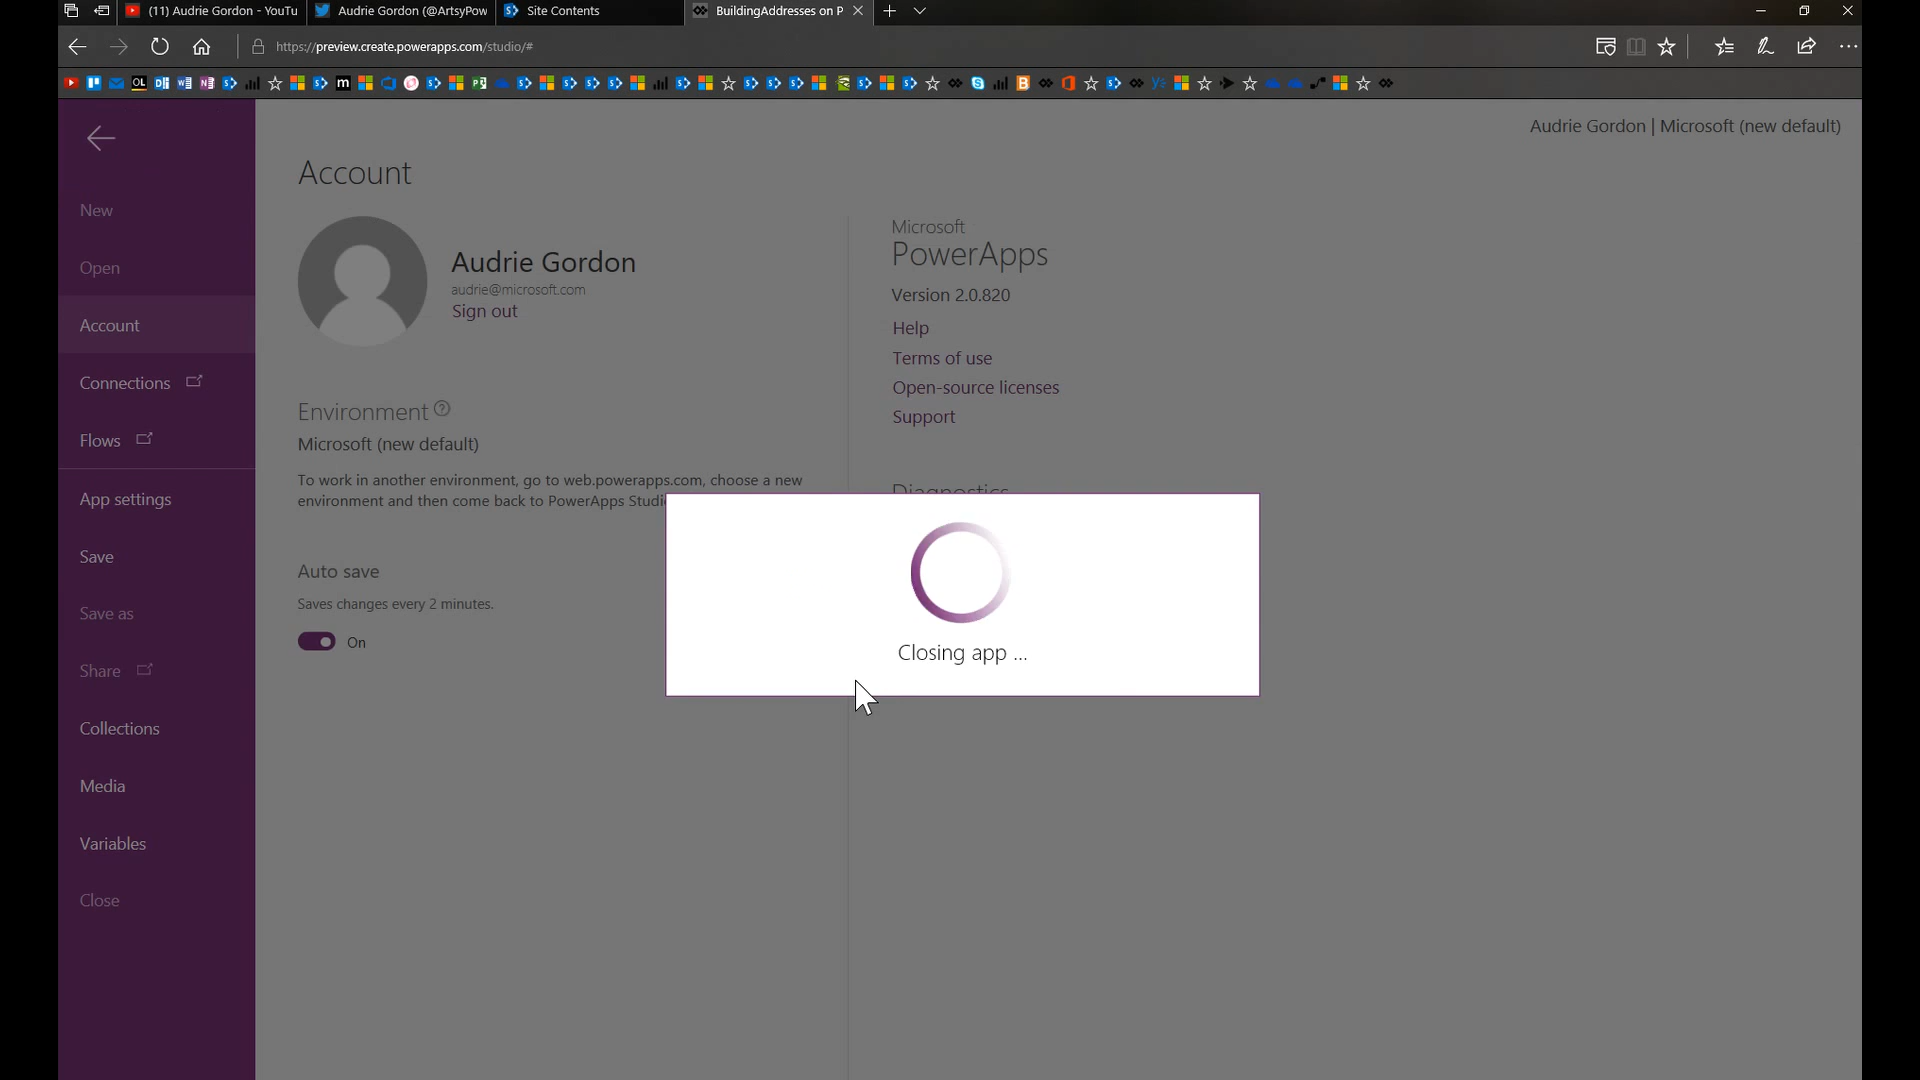 (11) Audrie Gordon - YouTu
Audrie Gordon (@ArtsyPow
Site Contents
BuildingAddresses on P
https://preview.create.powerapps.com/studio/#
Audrie Gordon | Microsoft (new default)
Account
New
Open
Account
Connections
Flows
App settings
Save
Save as
Share
Collections
Media
Variables
Close
Audrie Gordon
audrie@microsoft.com
Sign out
Environment
Microsoft (new default)
To work in another environment, go to web.powerapps.com, choose a new
environment and then come back to PowerApps Studi
Auto save
Saves changes every 2 minutes.
On
Microsoft
PowerApps
Version 2.0.820
Help
Terms of use
Open-source licenses
Support
Diagnostics
Closing app ...